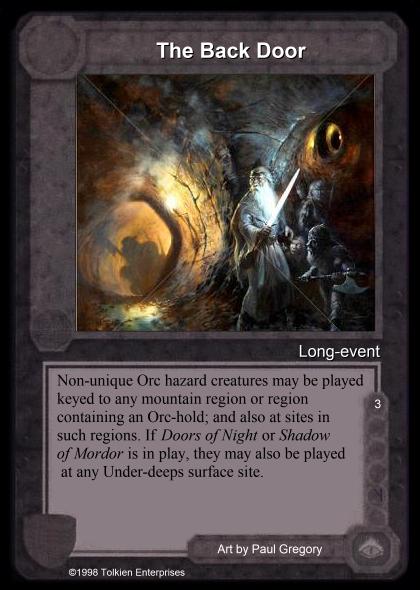 The Back Door
Long-event
Non-unique Orc hazard creatures may be played
keyed to any mountain region or region
containing an Orc-hold; and also at sites in
such regions. If Doors of Night or Shadow
of Mordor is in play, they may also be played
at any Under-deeps surface site.
3
Art by Paul Gregory
©1998 Tolkien Enterprises